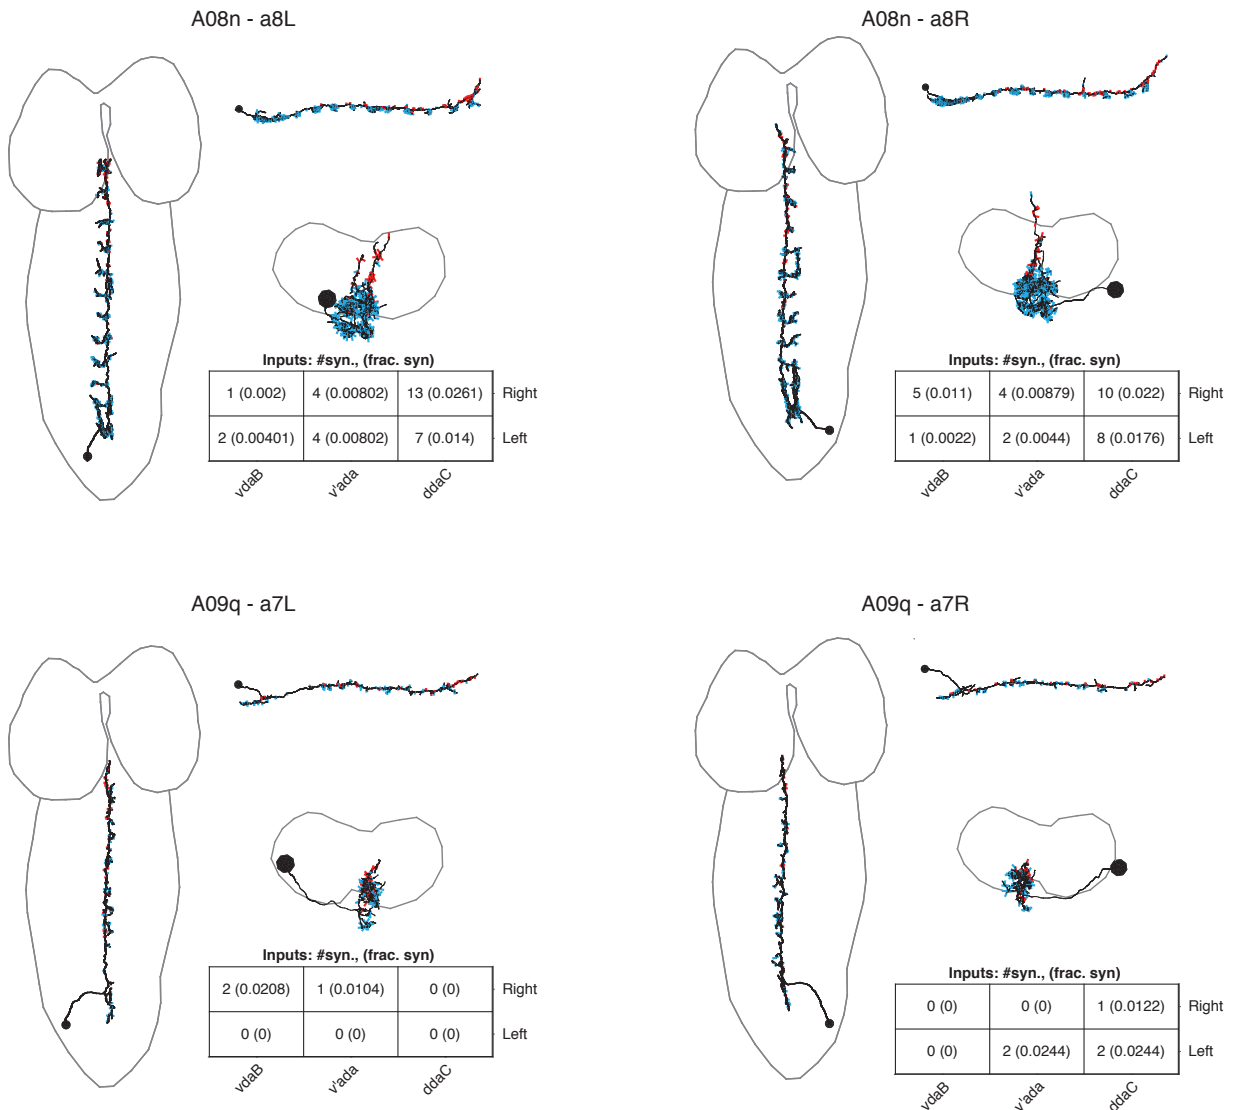 A08n - a8L
Inputs: #syn., (frac. syn)
1 (0.002) 4 (0.00802) 13 (0.0261) Right
2 (0.00401) 4 (0.00802) 7 (0.014) Left
vdaB v'ada ddaC
A08n - a8R
Inputs: #syn., (frac. syn)
5 (0.011) 4 (0.00879) 10 (0.022) Right
1 (0.0022) 2 (0.0044) 8 (0.0176) Left
vdaB v'ada ddaC
A09q - a7L
Inputs: #syn., (frac. syn)
2 (0.0208) 1 (0.0104) 0 (0) Right
0 (0) 0 (0) 0 (0) Left
vdaB v'ada ddaC
A09q - a7R
Inputs: #syn., (frac. syn)
0 (0) 0 (0) 1 (0.0122) Right
0 (0) 2 (0.0244) 2 (0.0244) Left
vdaB v'ada ddaC